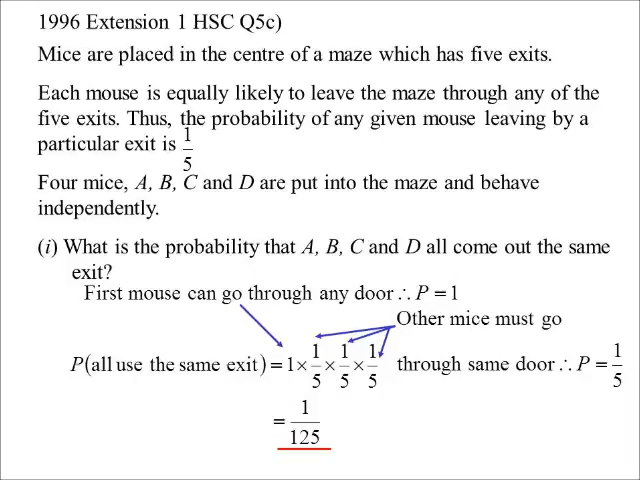 1996 Extension 1 HSC Q5c)
Mice are placed in the centre of a maze which has five exits.
Each mouse is equally likely to leave the maze through any of the
five exits. Thus, the probability of any given mouse leaving by a
particular exit is 1/5
Four mice, A, B, C and D are put into the maze and behave
independently.
(i) What is the probability that A, B, C and D all come out the same
exit?
First mouse can go through any door ∴ P = 1
Other mice must go
P(all use the same exit) = 1 × 1/5 × 1/5 × 1/5 through same door ∴ P = 1/5
= 1/125